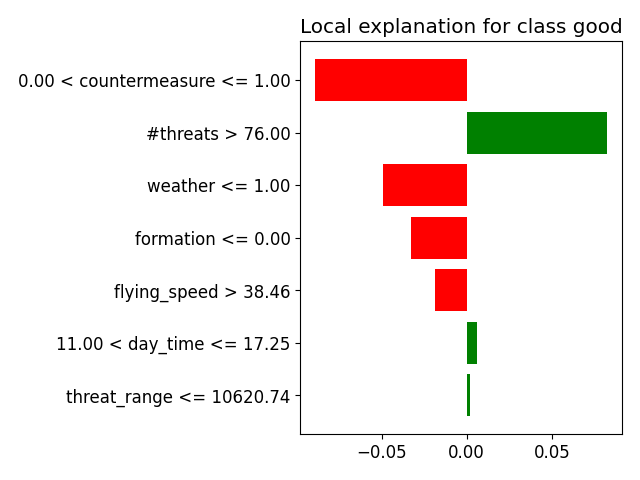 Local explanation for class good
0.00 < countermeasure <= 1.00
#threats > 76.00
weather <= 1.00
formation <= 0.00
flying_speed > 38.46
11.00 < day_time <= 17.25
threat_range <= 10620.74
−0.05 0.00 0.05